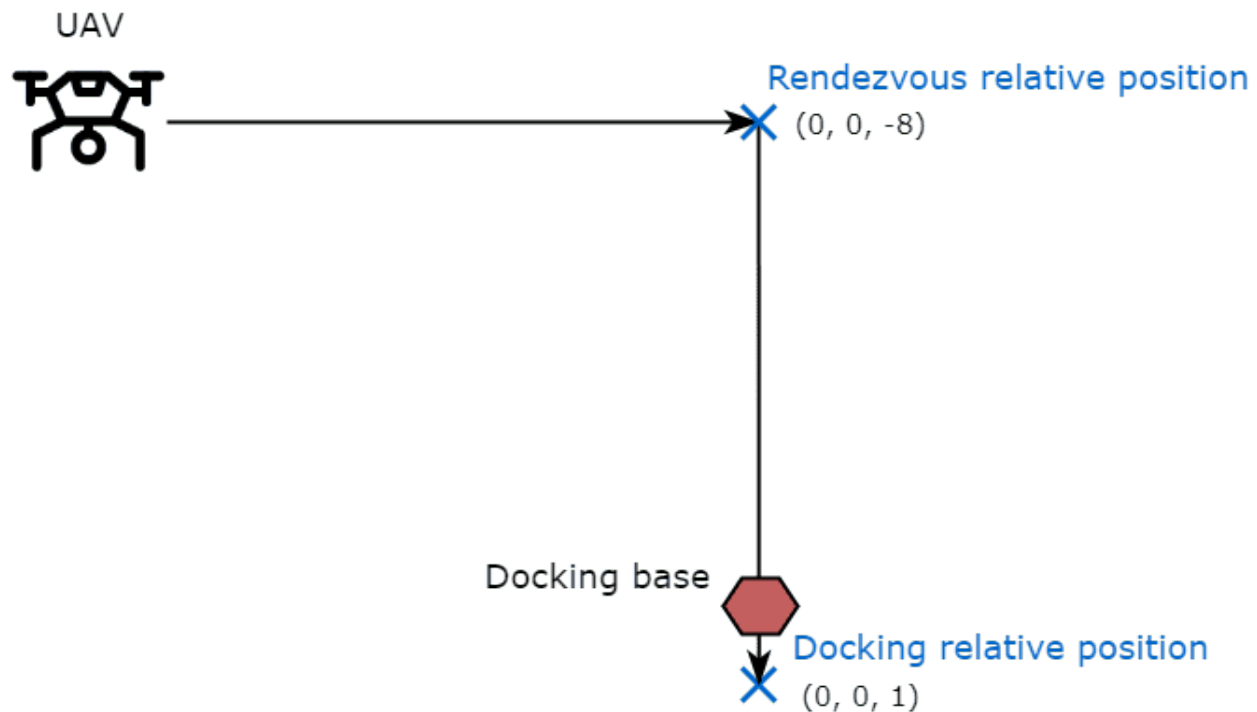 UAV
Rendezvous relative position
(0, 0, -8)
Docking base
Docking relative position
(0, 0, 1)